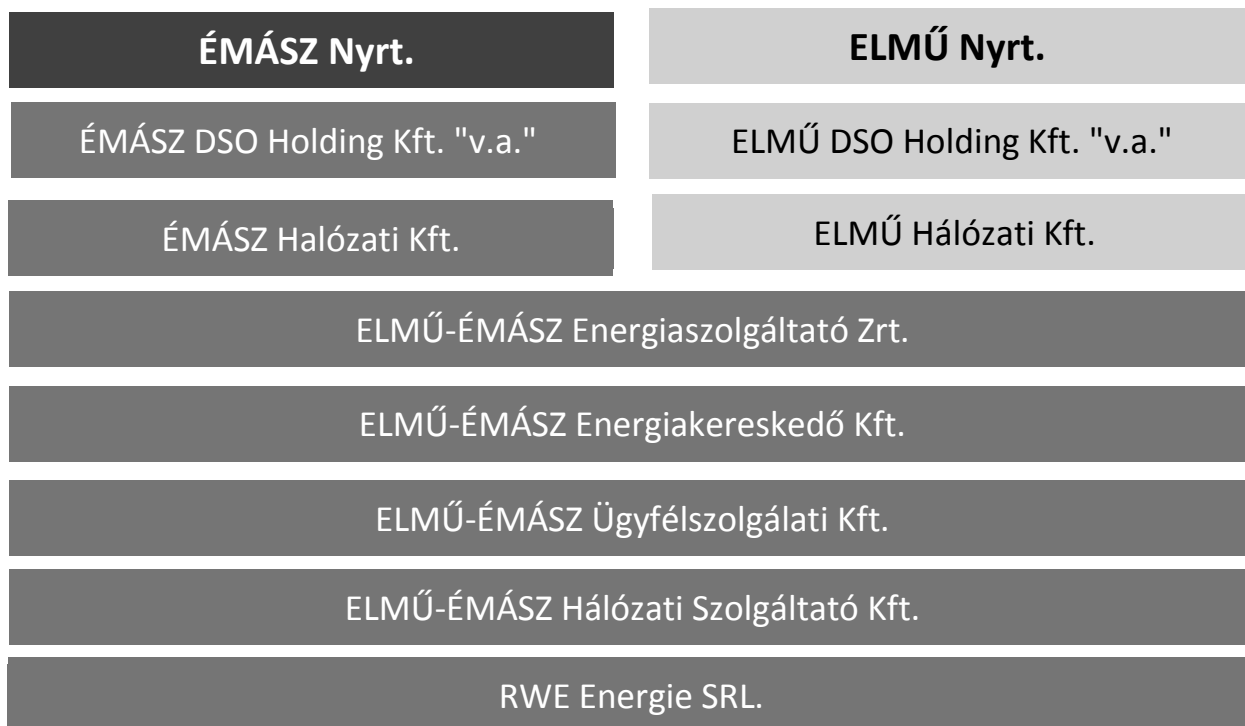 ÉMÁSZ Nyrt.
ELMŰ Nyrt.
ÉMÁSZ DSO Holding Kft. "v.a."
ELMŰ DSO Holding Kft. "v.a."
ÉMÁSZ Halózati Kft.
ELMŰ Hálózati Kft.
ELMŰ-ÉMÁSZ Energiaszolgáltató Zrt.
ELMŰ-ÉMÁSZ Energiakereskedő Kft.
ELMŰ-ÉMÁSZ Ügyfélszolgálati Kft.
ELMŰ-ÉMÁSZ Hálózati Szolgáltató Kft.
RWE Energie SRL.